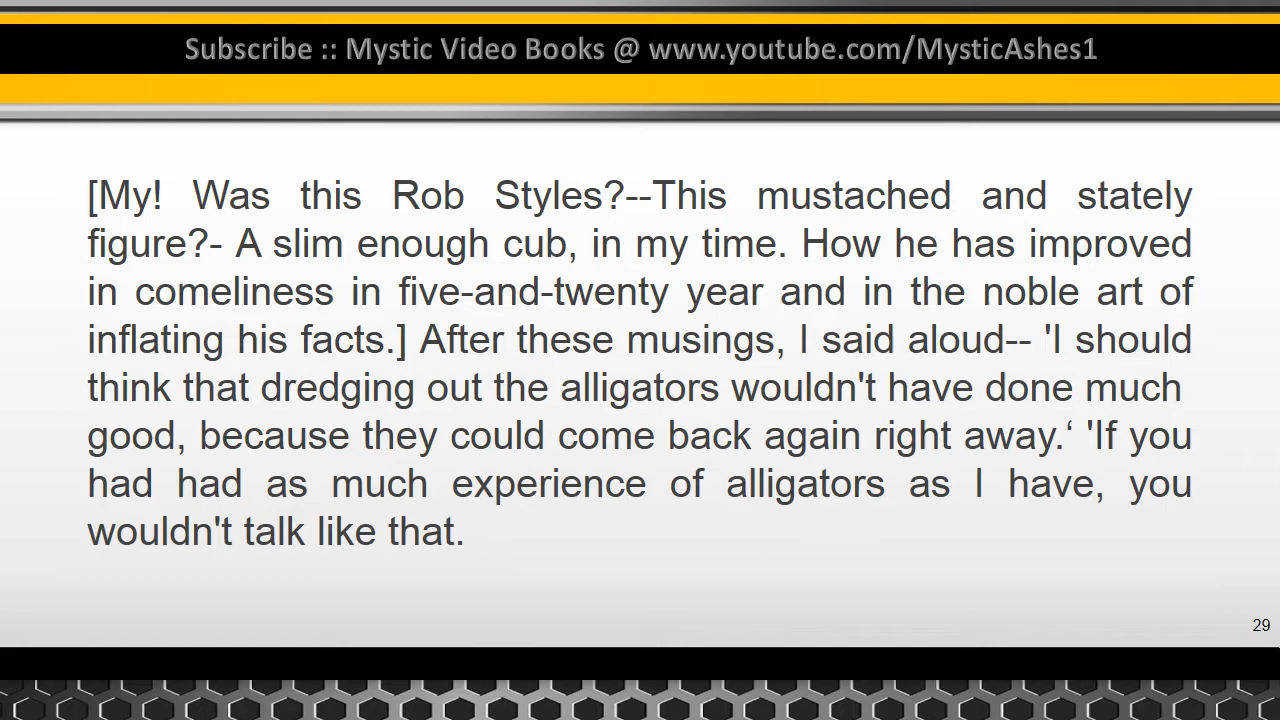 Subscribe :: Mystic Video Books @ www.youtube.com/MysticAshes1
[My! Was this Rob Styles?--This mustached and stately
figure?- A slim enough cub, in my time. How he has improved
in comeliness in five-and-twenty year and in the noble art of
inflating his facts.] After these musings, I said aloud-- 'I should
think that dredging out the alligators wouldn't have done much
good, because they could come back again right away.‘ 'If you
had had as much experience of alligators as I have, you
wouldn't talk like that.
29